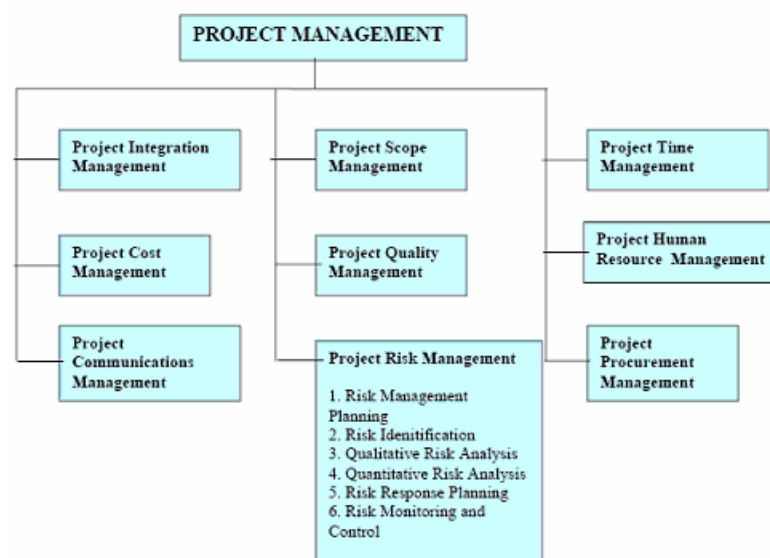 PROJECT MANAGEMENT
Project Integration
Management
Project Scope
Management
Project Time
Management
Project Cost
Management
Project Quality
Management
Project Human
Resource Management
Project
Communications
Management
Project Risk Management
1. Risk Management
Planning
2. Risk Idenitification
3. Qualitative Risk Analysis
4. Quantitative Risk Analysis
5. Risk Response Planning
6. Risk Monitoring and
Control
Project
Procurement
Management